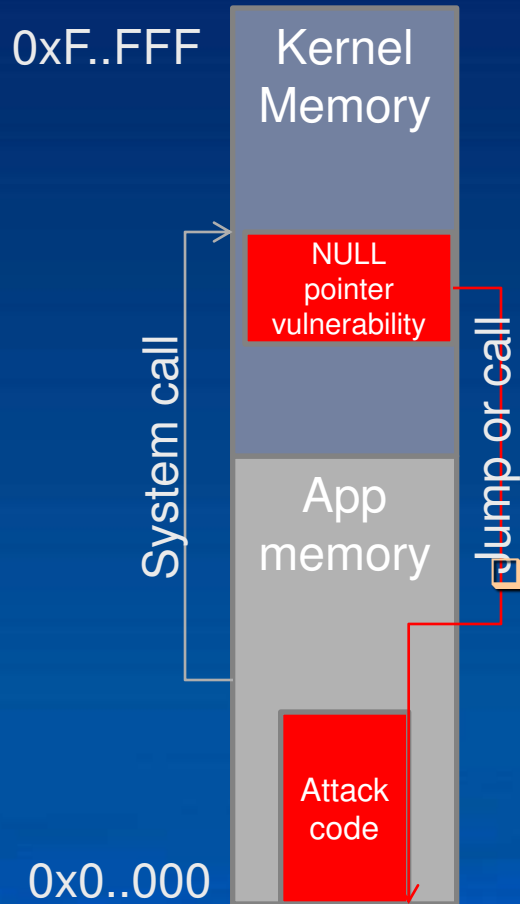 0xF..FFF
Kernel
Memory
NULL
pointer
vulnerability
System call
Jump or call
App
memory
Attack
code
0x0..000